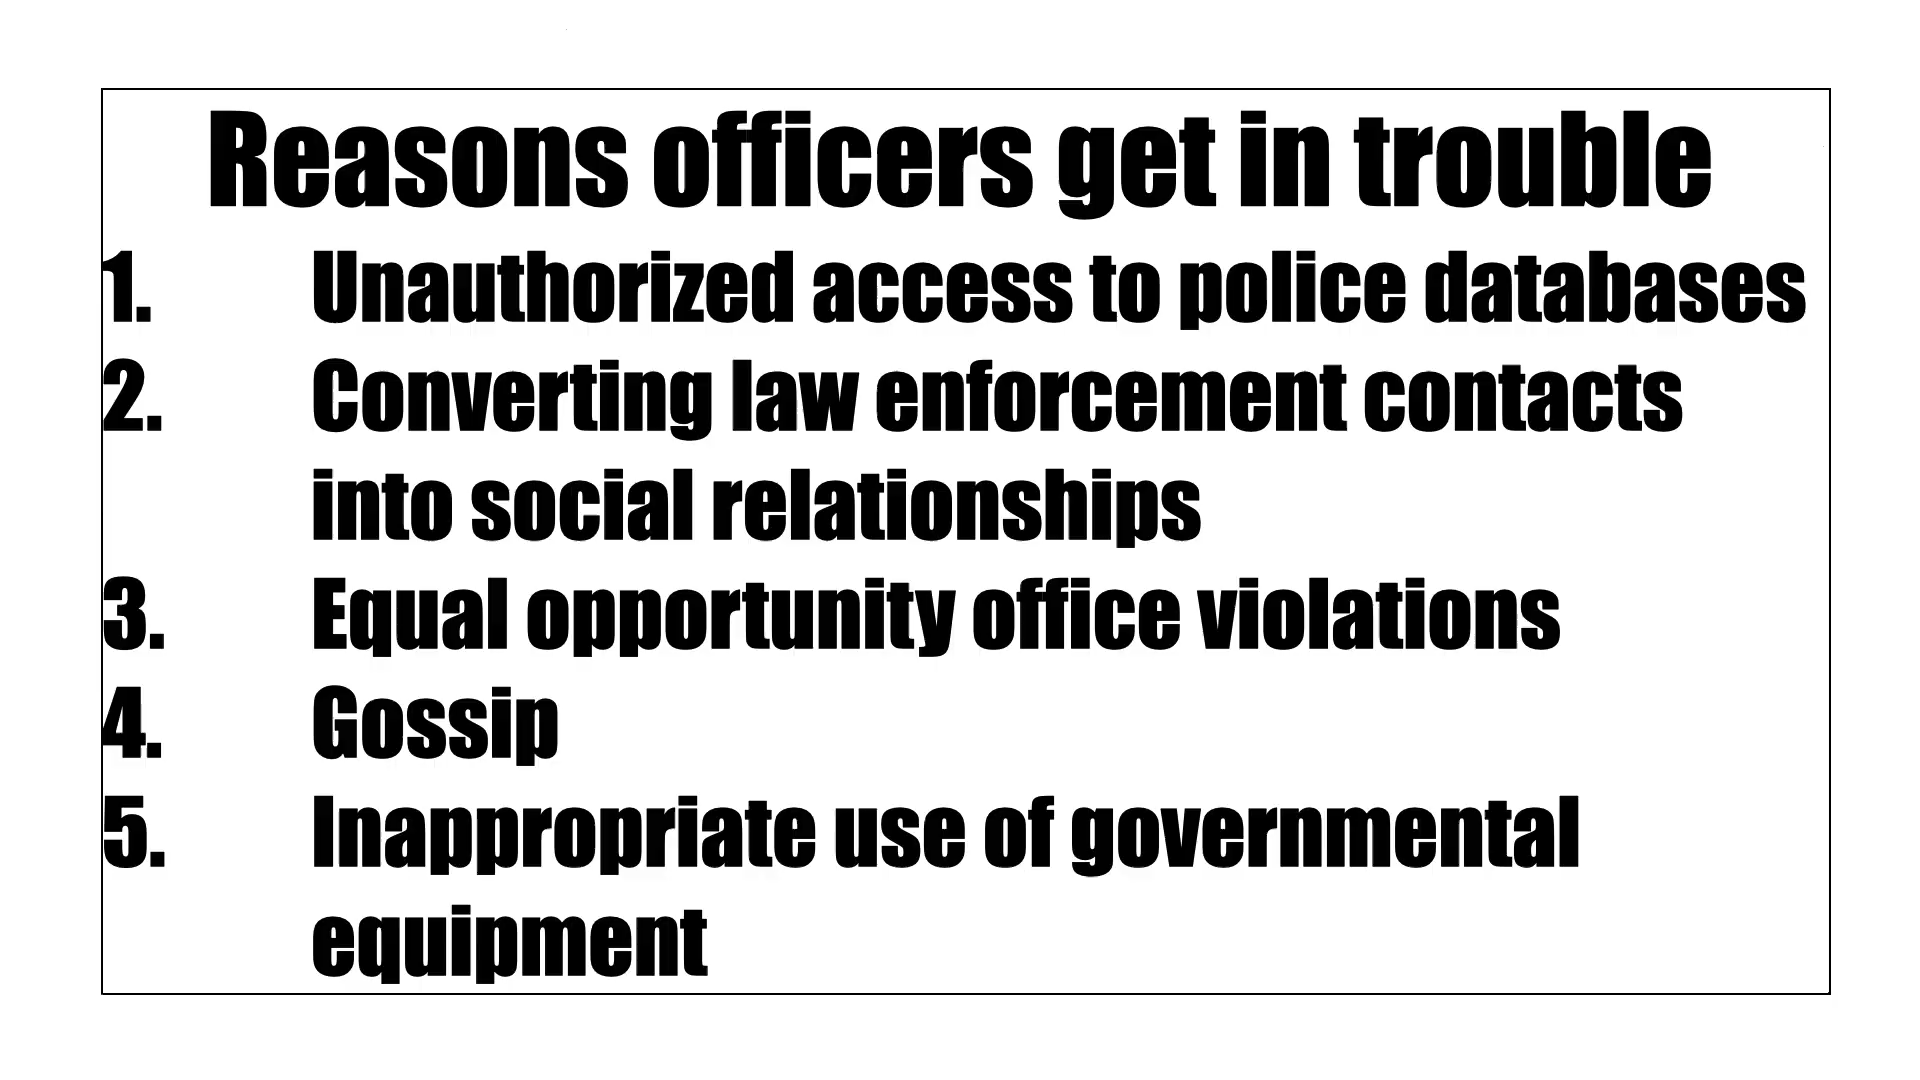 Reasons officers get in trouble
1. Unauthorized access to police databases
2. Converting law enforcement contacts
into social relationships
3. Equal opportunity office violations
4. Gossip
5. Inappropriate use of governmental
equipment